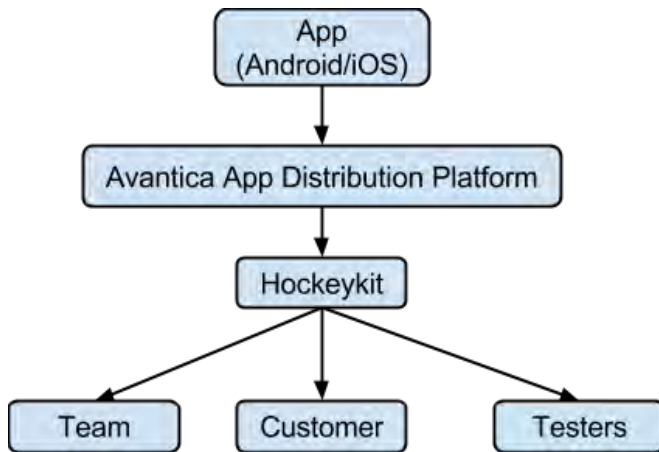 App
(Android/iOS)
Avantica App Distribution Platform
Hockeykit
Team
Customer
Testers